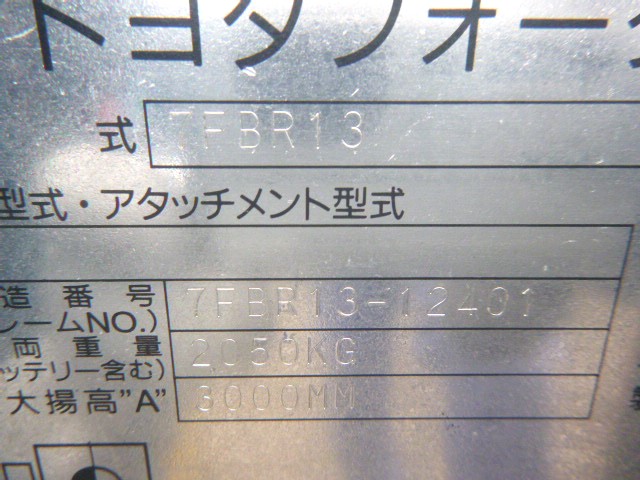 トヨタフォーク
式 7FBR13
型式・アタッチメント型式
造番号 7FBR13-12401
レームNO.)
両重量 2050KG
ッテリー含む)
大揚高"A" 3000MM